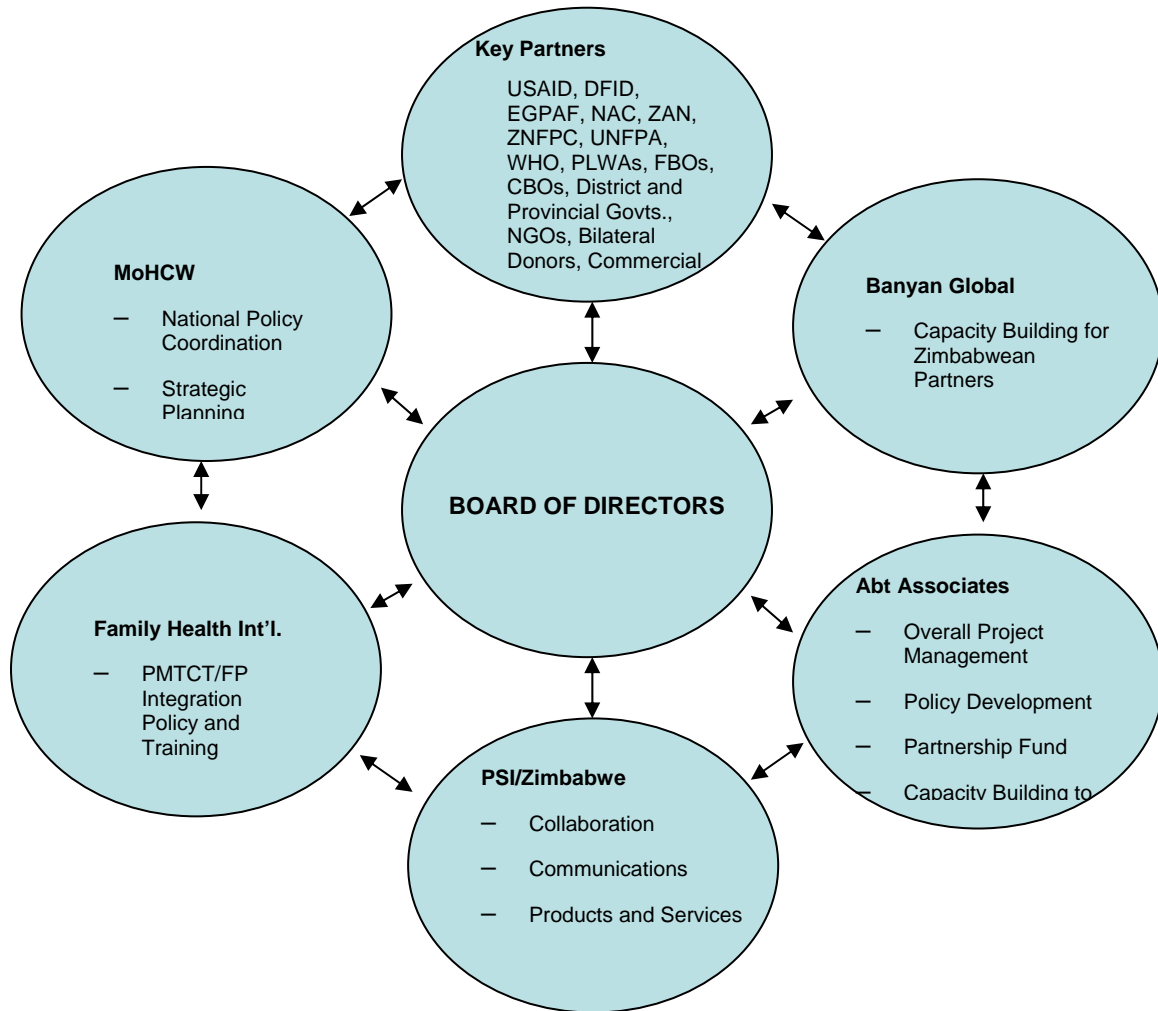 Key Partners
USAID, DFID,
EGPAF, NAC, ZAN,
ZNFPC, UNFPA,
WHO, PLWAs, FBOs,
CBOs, District and
Provincial Govts.,
NGOs, Bilateral
Donors, Commercial
MoHCW
– National Policy
Coordination
– Strategic
Planning
Banyan Global
– Capacity Building for
Zimbabwean
Partners
BOARD OF DIRECTORS
Family Health Int’l.
– PMTCT/FP
Integration
Policy and
Training
Abt Associates
– Overall Project
Management
– Policy Development
– Partnership Fund
– Capacity Building to
PSI/Zimbabwe
– Collaboration
– Communications
– Products and Services